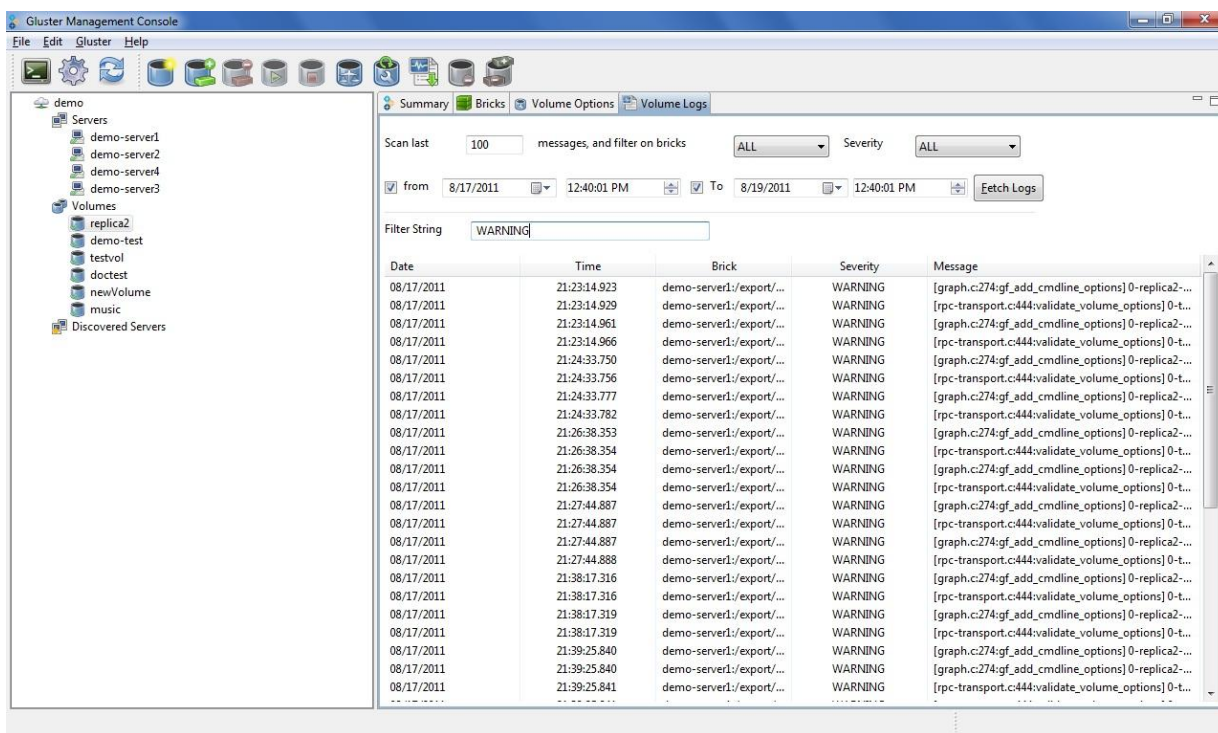 Gluster Management Console
File Edit Gluster Help
demo
Servers
demo-server1
demo-server2
demo-server4
demo-server3
Volumes
replica2
demo-test
testvol
doctest
newVolume
music
Discovered Servers
Summary Bricks Volume Options Volume Logs
Scan last 100 messages, and filter on bricks ALL Severity ALL
from 8/17/2011 12:40:01 PM To 8/19/2011 12:40:01 PM Fetch Logs
Filter String WARNING
Date Time Brick Severity Message
08/17/2011 21:23:14.923 demo-server1:/export/... WARNING [graph.c:274:gf_add_cmdline_options] 0-replica2-...
08/17/2011 21:23:14.929 demo-server1:/export/... WARNING [rpc-transport.c:444:validate_volume_options] 0-t...
08/17/2011 21:23:14.961 demo-server1:/export/... WARNING [graph.c:274:gf_add_cmdline_options] 0-replica2-...
08/17/2011 21:23:14.966 demo-server1:/export/... WARNING [rpc-transport.c:444:validate_volume_options] 0-t...
08/17/2011 21:24:33.750 demo-server1:/export/... WARNING [graph.c:274:gf_add_cmdline_options] 0-replica2-...
08/17/2011 21:24:33.756 demo-server1:/export/... WARNING [rpc-transport.c:444:validate_volume_options] 0-t...
08/17/2011 21:24:33.777 demo-server1:/export/... WARNING [graph.c:274:gf_add_cmdline_options] 0-replica2-...
08/17/2011 21:24:33.782 demo-server1:/export/... WARNING [rpc-transport.c:444:validate_volume_options] 0-t...
08/17/2011 21:26:38.353 demo-server1:/export/... WARNING [graph.c:274:gf_add_cmdline_options] 0-replica2-...
08/17/2011 21:26:38.354 demo-server1:/export/... WARNING [rpc-transport.c:444:validate_volume_options] 0-t...
08/17/2011 21:26:38.354 demo-server1:/export/... WARNING [graph.c:274:gf_add_cmdline_options] 0-replica2-...
08/17/2011 21:26:38.354 demo-server1:/export/... WARNING [rpc-transport.c:444:validate_volume_options] 0-t...
08/17/2011 21:27:44.887 demo-server1:/export/... WARNING [graph.c:274:gf_add_cmdline_options] 0-replica2-...
08/17/2011 21:27:44.887 demo-server1:/export/... WARNING [rpc-transport.c:444:validate_volume_options] 0-t...
08/17/2011 21:27:44.887 demo-server1:/export/... WARNING [graph.c:274:gf_add_cmdline_options] 0-replica2-...
08/17/2011 21:27:44.888 demo-server1:/export/... WARNING [rpc-transport.c:444:validate_volume_options] 0-t...
08/17/2011 21:38:17.316 demo-server1:/export/... WARNING [graph.c:274:gf_add_cmdline_options] 0-replica2-...
08/17/2011 21:38:17.316 demo-server1:/export/... WARNING [rpc-transport.c:444:validate_volume_options] 0-t...
08/17/2011 21:38:17.319 demo-server1:/export/... WARNING [graph.c:274:gf_add_cmdline_options] 0-replica2-...
08/17/2011 21:38:17.319 demo-server1:/export/... WARNING [rpc-transport.c:444:validate_volume_options] 0-t...
08/17/2011 21:39:25.840 demo-server1:/export/... WARNING [graph.c:274:gf_add_cmdline_options] 0-replica2-...
08/17/2011 21:39:25.840 demo-server1:/export/... WARNING [graph.c:274:gf_add_cmdline_options] 0-replica2-...
08/17/2011 21:39:25.841 demo-server1:/export/... WARNING [rpc-transport.c:444:validate_volume_options] 0-t...